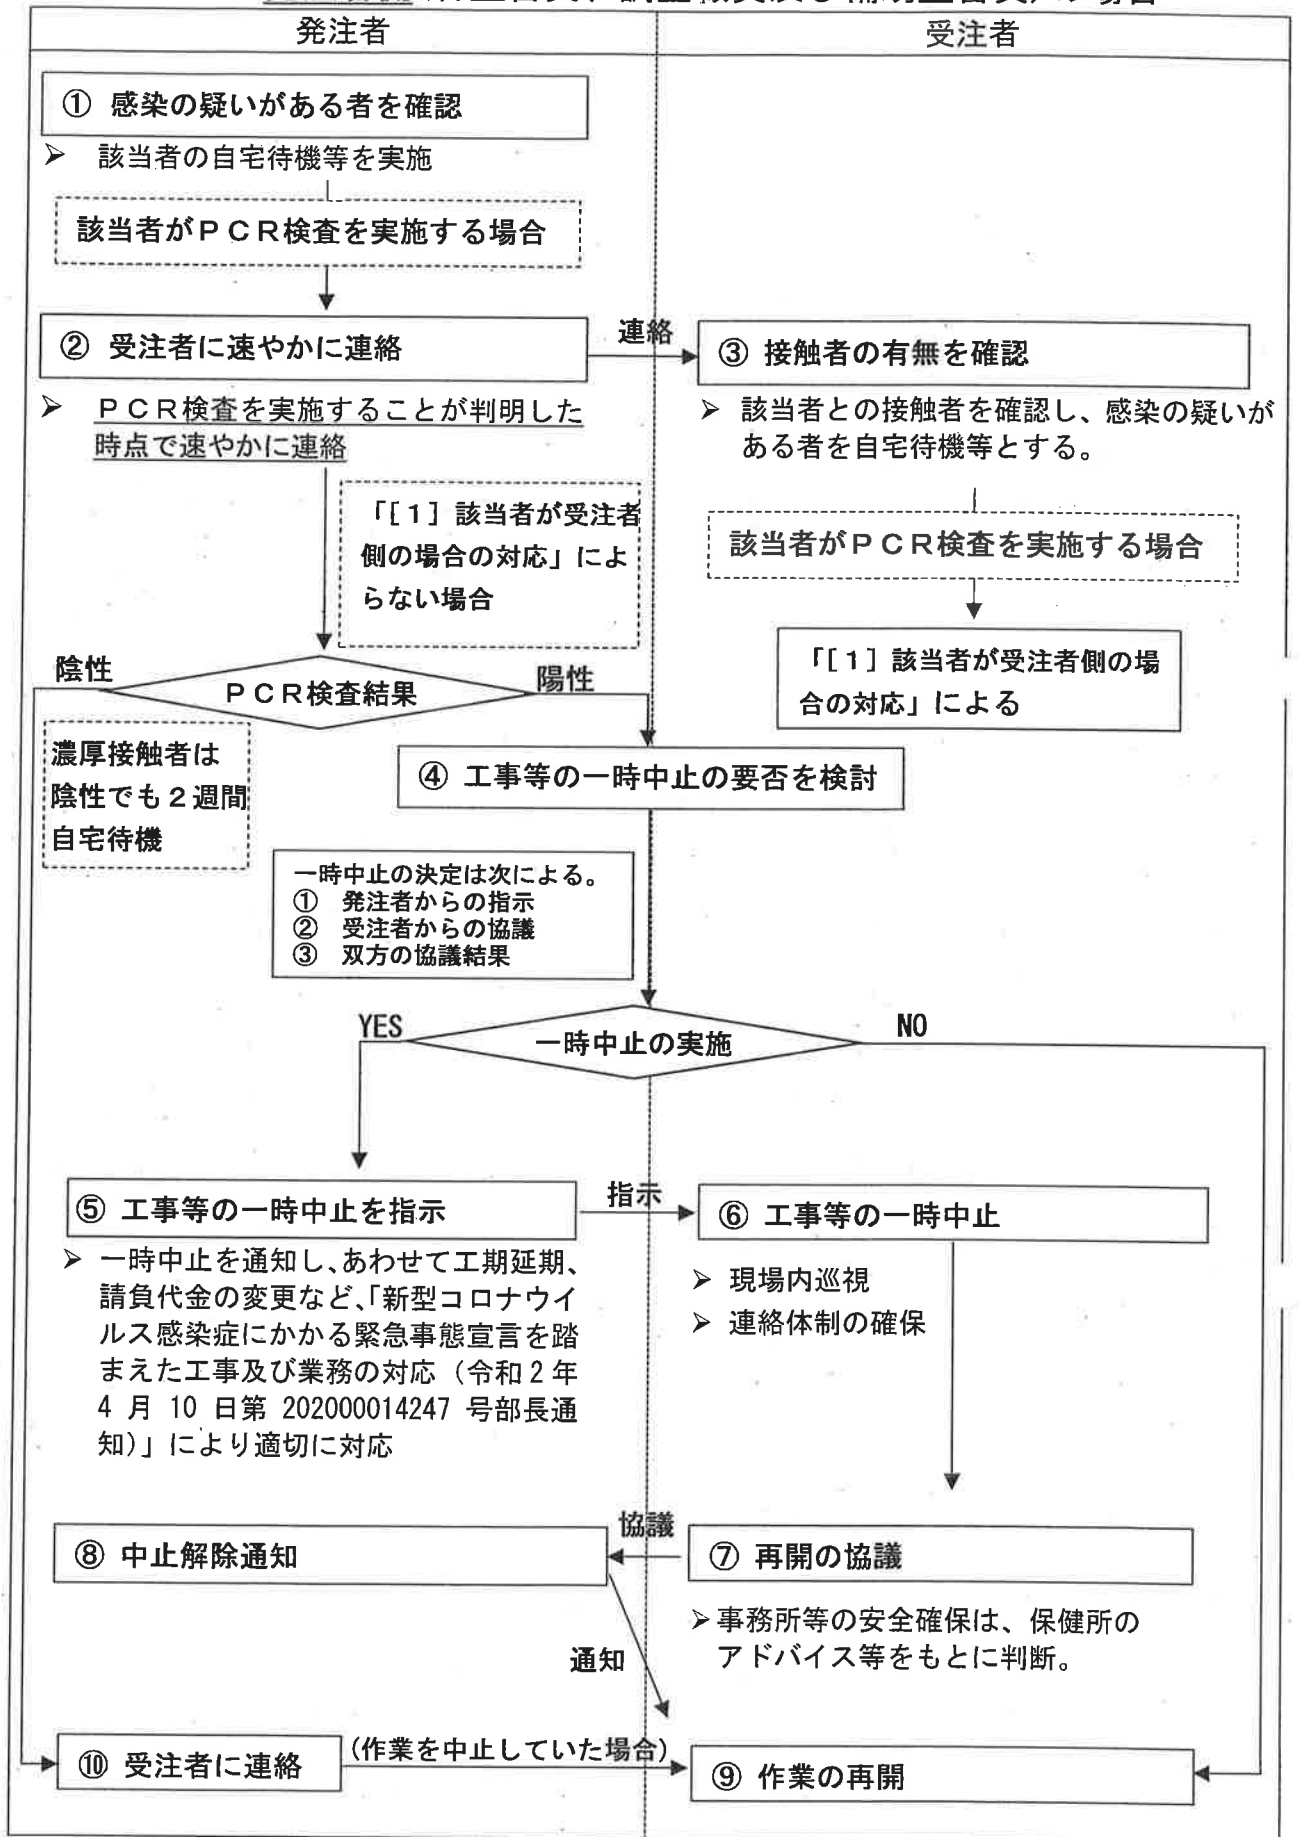 発注者
受注者
① 感染の疑いがある者を確認
➢ 該当者の自宅待機等を実施
該当者がＰＣＲ検査を実施する場合
② 受注者に速やかに連絡
連絡
③ 接触者の有無を確認
➢ ＰＣＲ検査を実施することが判明した
時点で速やかに連絡
➢ 該当者との接触者を確認し、感染の疑いが
ある者を自宅待機等とする。
「[１] 該当者が受注者
側の場合の対応」によ
らない場合
該当者がＰＣＲ検査を実施する場合
「[１] 該当者が受注者側の場
合の対応」による
陰性
ＰＣＲ検査結果
陽性
濃厚接触者は
陰性でも２週間
自宅待機
④ 工事等の一時中止の要否を検討
一時中止の決定は次による。
① 発注者からの指示
② 受注者からの協議
③ 双方の協議結果
YES
一時中止の実施
NO
⑤ 工事等の一時中止を指示
指示
⑥ 工事等の一時中止
➢ 一時中止を通知し、あわせて工期延期、
請負代金の変更など、「新型コロナウイ
ルス感染症にかかる緊急事態宣言を踏
まえた工事及び業務の対応（令和２年
４ 月 10 日第 202000014247 号部長通
知）」により適切に対応
➢ 現場内巡視
➢ 連絡体制の確保
⑧ 中止解除通知
協議
⑦ 再開の協議
➢ 事務所等の安全確保は、保健所の
アドバイス等をもとに判断。
通知
⑩ 受注者に連絡
(作業を中止していた場合)
⑨ 作業の再開